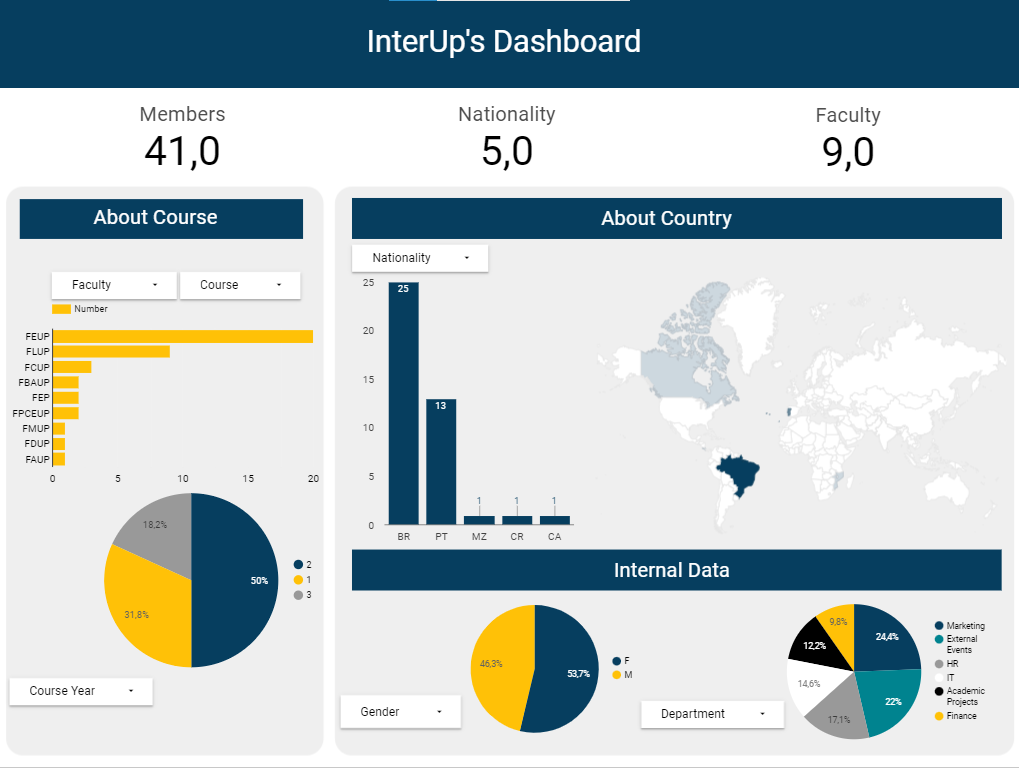 InterUp's Dashboard
Members
41,0
Nationality
5,0
Faculty
9,0
About Course
Faculty
Course
Number
FEUP
FLUP
FCUP
FBAUP
FEP
FPCEUP
FMUP
FDUP
FAUP
0 5 10 15 20
18,2%
50%
31,8%
2
1
3
Course Year
About Country
Nationality
25
20
15
10
5
0
25
13
1
1
1
BR PT MZ CR CA
Internal Data
46,3%
53,7%
F
M
Gender
9,8%
24,4%
12,2%
14,6%
22%
17,1%
Marketing
External
Events
HR
IT
Academic
Projects
Finance
Department